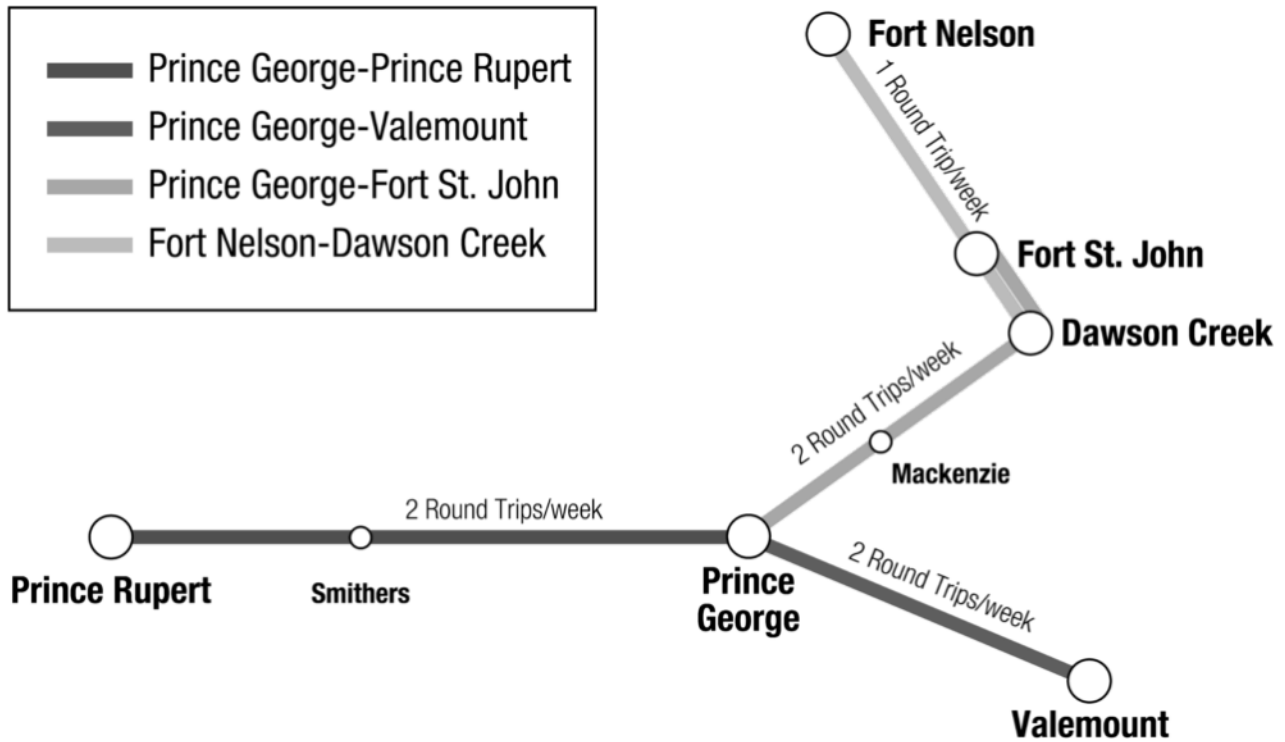 Prince George-Prince Rupert
Prince George-Valemount
Prince George-Fort St. John
Fort Nelson-Dawson Creek
Fort Nelson
1 Round Trip/week
Fort St. John
Dawson Creek
2 Round Trips/week
Mackenzie
2 Round Trips/week
Prince Rupert
Smithers
Prince
George
2 Round Trips/week
Valemount